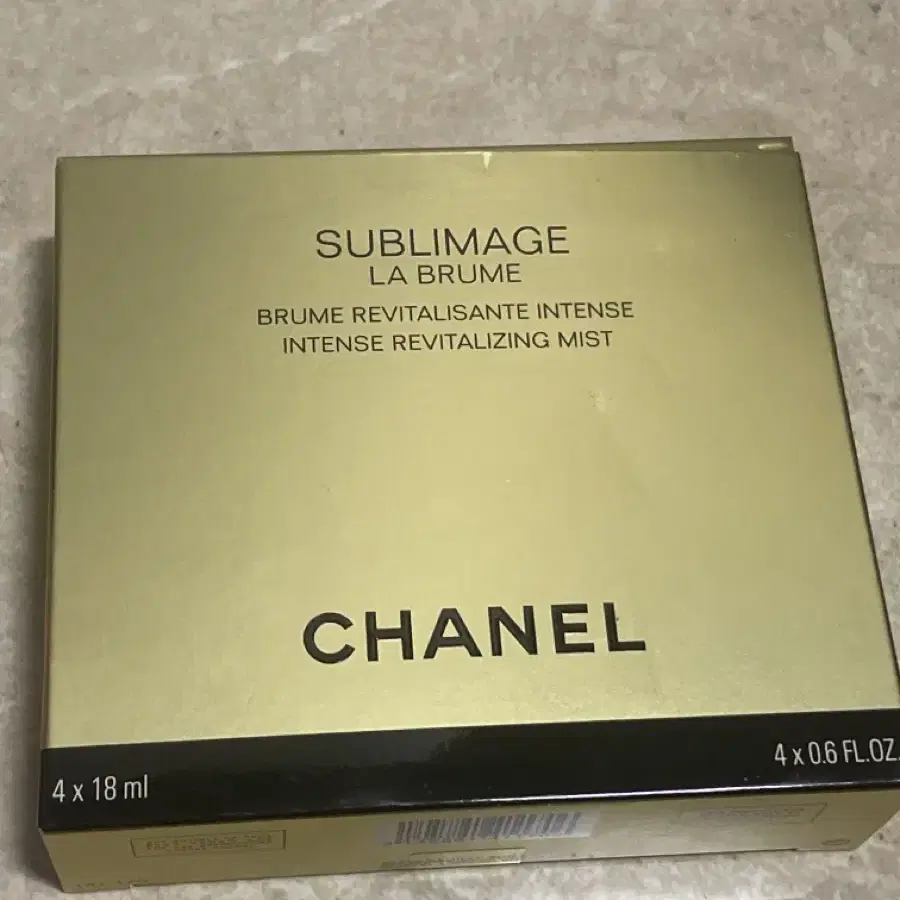 SUBLIMAGE
LA BRUME
BRUME REVITALISANTE INTENSE
INTENSE REVITALIZING MIST
CHANEL
4 x 18 ml
4 x 0.6 FL.OZ.